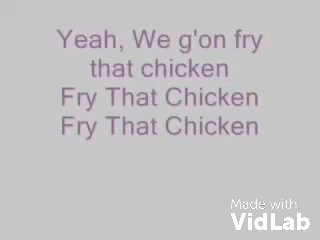 Yeah, We g'on fry
that chicken
Fry That Chicken
Fry That Chicken
Made with
VidLab